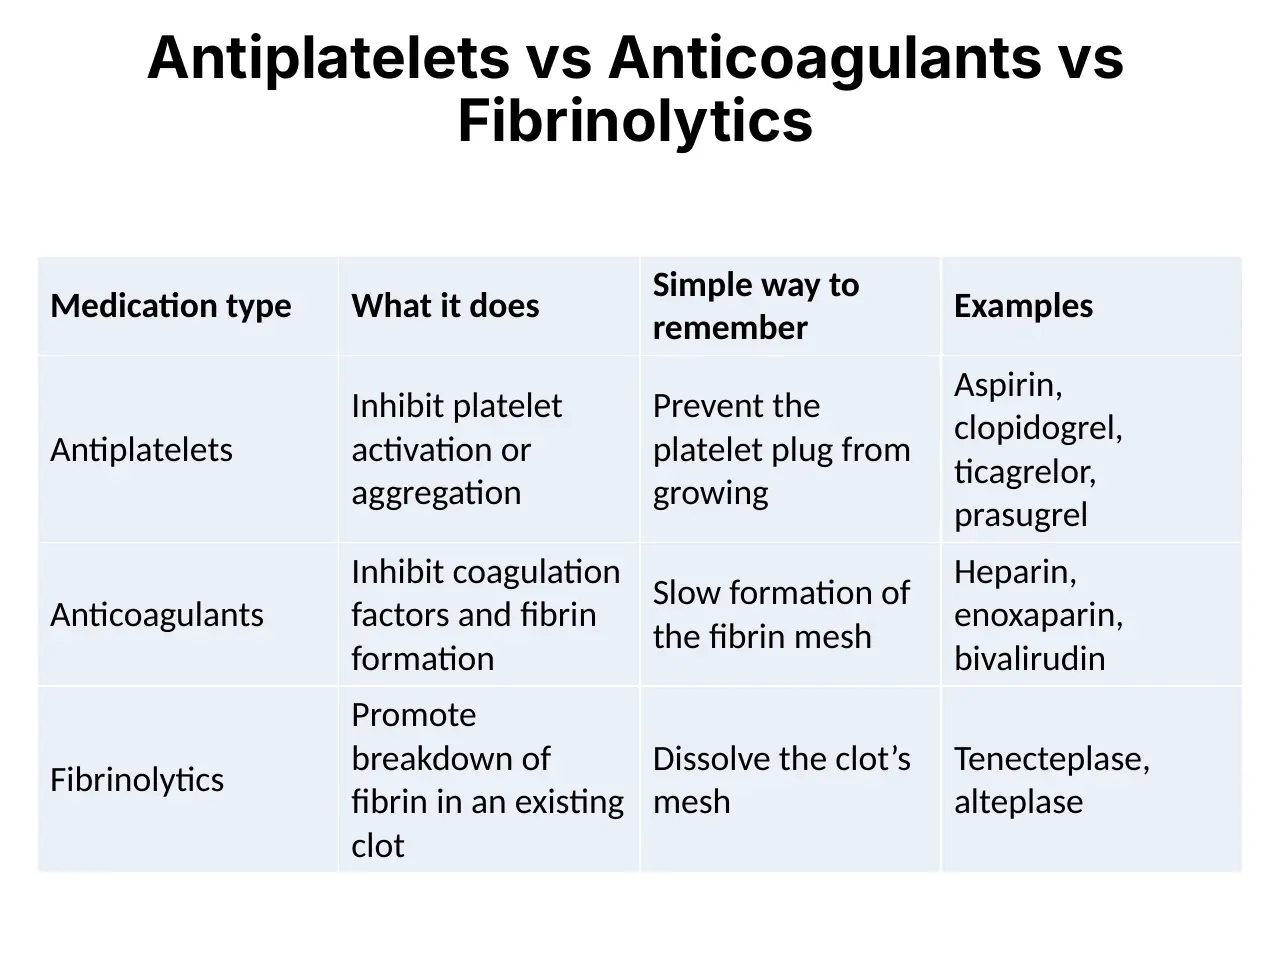 Antiplatelets vs Anticoagulants vs
Fibrinolytics
Medication type
What it does
Simple way to
remember
Examples
Antiplatelets
Inhibit platelet
activation or
aggregation
Prevent the
platelet plug from
growing
Aspirin,
clopidogrel,
ticagrelor,
prasugrel
Anticoagulants
Inhibit coagulation
factors and fibrin
formation
Slow formation of
the fibrin mesh
Heparin,
enoxaparin,
bivalirudin
Fibrinolytics
Promote
breakdown of
fibrin in an existing
clot
Dissolve the clot’s
mesh
Tenecteplase,
alteplase